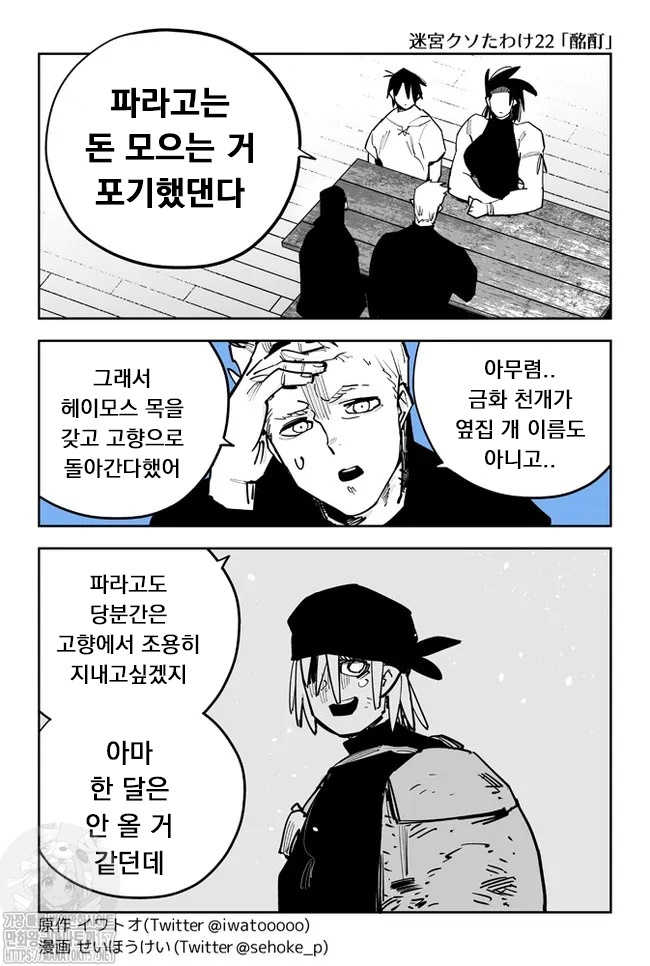 迷宮クソたわけ22「酩酊」
파라고는
돈 모으는 거
포기했댄다
아무렴..
금화 천개가
옆집 개 이름도
아니고..
그래서
헤이모스 목을
갖고 고향으로
돌아간다했어
파라고도
당분간은
고향에서 조용히
지내고싶겠지
아마
한 달은
안 올 거
같던데
原作 イワトオ(Twitter @iwatooooo)
漫画 せいほうけい(Twitter@sehoke_p)